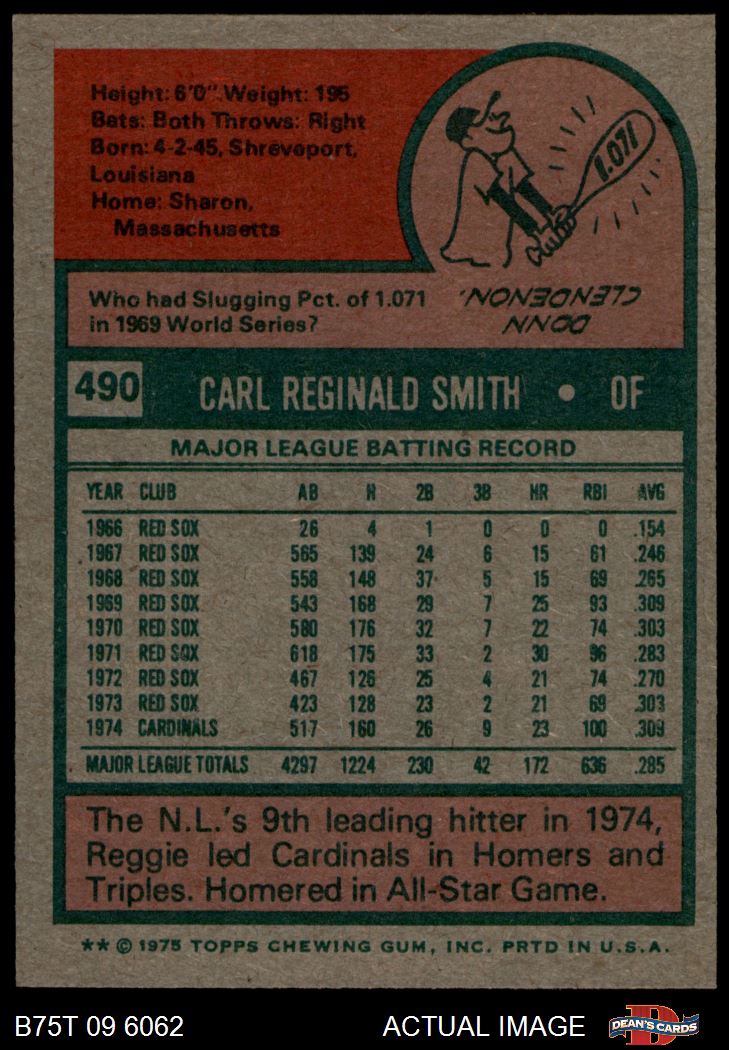 Height: 6'0" Weight: 195
Bats: Both Throws: Right
Born: 4-2-45, Shreveport,
Louisiana
Home: Sharon,
Massachusetts
1.071
Who had Slugging Pct. of 1.071
in 1969 World Series?
DONN
CLENDENON.
490 CARL REGINALD SMITH • OF
MAJOR LEAGUE BATTING RECORD
YEAR CLUB AB H 2B 3B HR RBI AVG
1966 RED SOX 26 4 1 0 0 0 .154
1967 RED SOX 565 139 24 6 15 61 .246
1968 RED SOX 558 148 37 5 15 69 .265
1969 RED SOX 543 168 29 7 25 93 .309
1970 RED SOX 580 176 32 7 22 74 .303
1971 RED SOX 618 175 33 2 30 96 .283
1972 RED SOX 467 126 25 4 21 74 .270
1973 RED SOX 423 128 23 2 21 69 .303
1974 CARDINALS 517 160 26 9 23 100 .309
MAJOR LEAGUE TOTALS 4297 1224 230 42 172 636 .285
The N.L.'s 9th leading hitter in 1974,
Reggie led Cardinals in Homers and
Triples. Homered in All-Star Game.
** © 1975 TOPPS CHEWING GUM, INC. PRTD IN U.S.A.
B75T 09 6062 ACTUAL IMAGE D DEAN'S CARDS